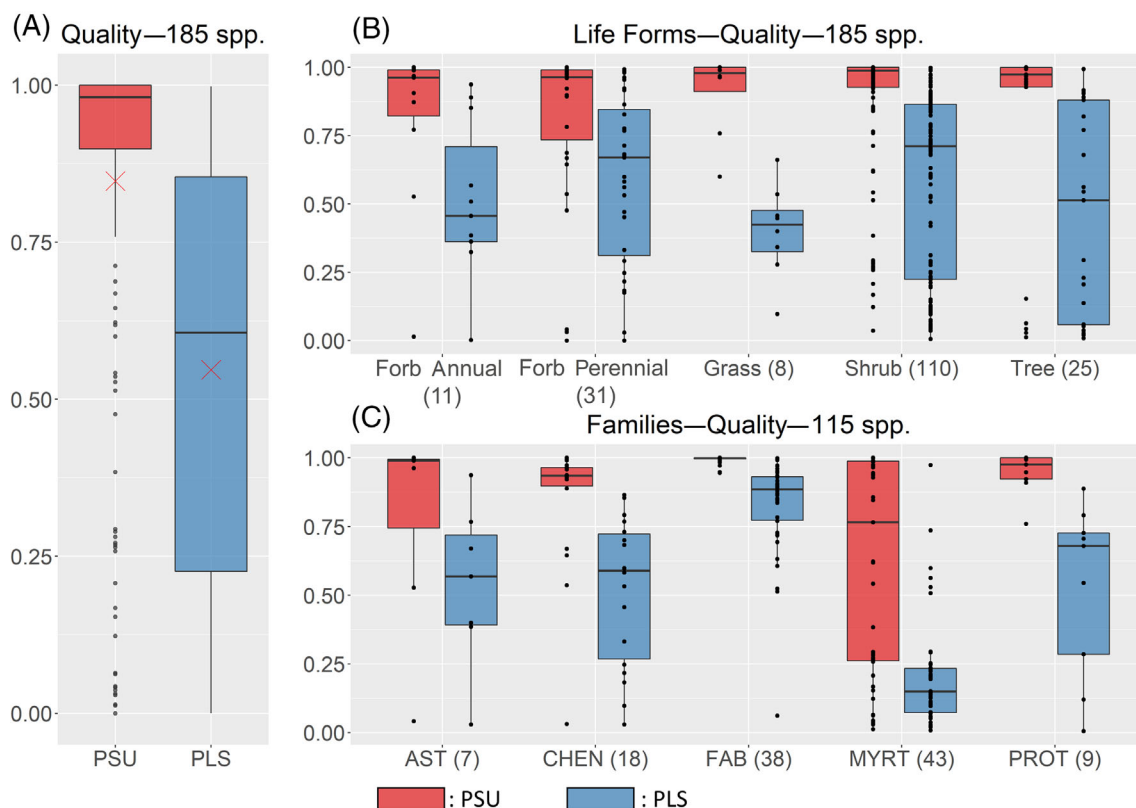 (A)
Quality—185 spp.
1.00
0.75
0.50
0.25
0.00
PSU PLS
(B)
Life Forms—Quality—185 spp.
1.00
0.75
0.50
0.25
0.00
Forb Annual Forb Perennial Grass (8) Shrub (110) Tree (25)
(11) (31)
(C)
Families—Quality—115 spp.
1.00
0.75
0.50
0.25
0.00
AST (7) CHEN (18) FAB (38) MYRT (43) PROT (9)
: PSU : PLS